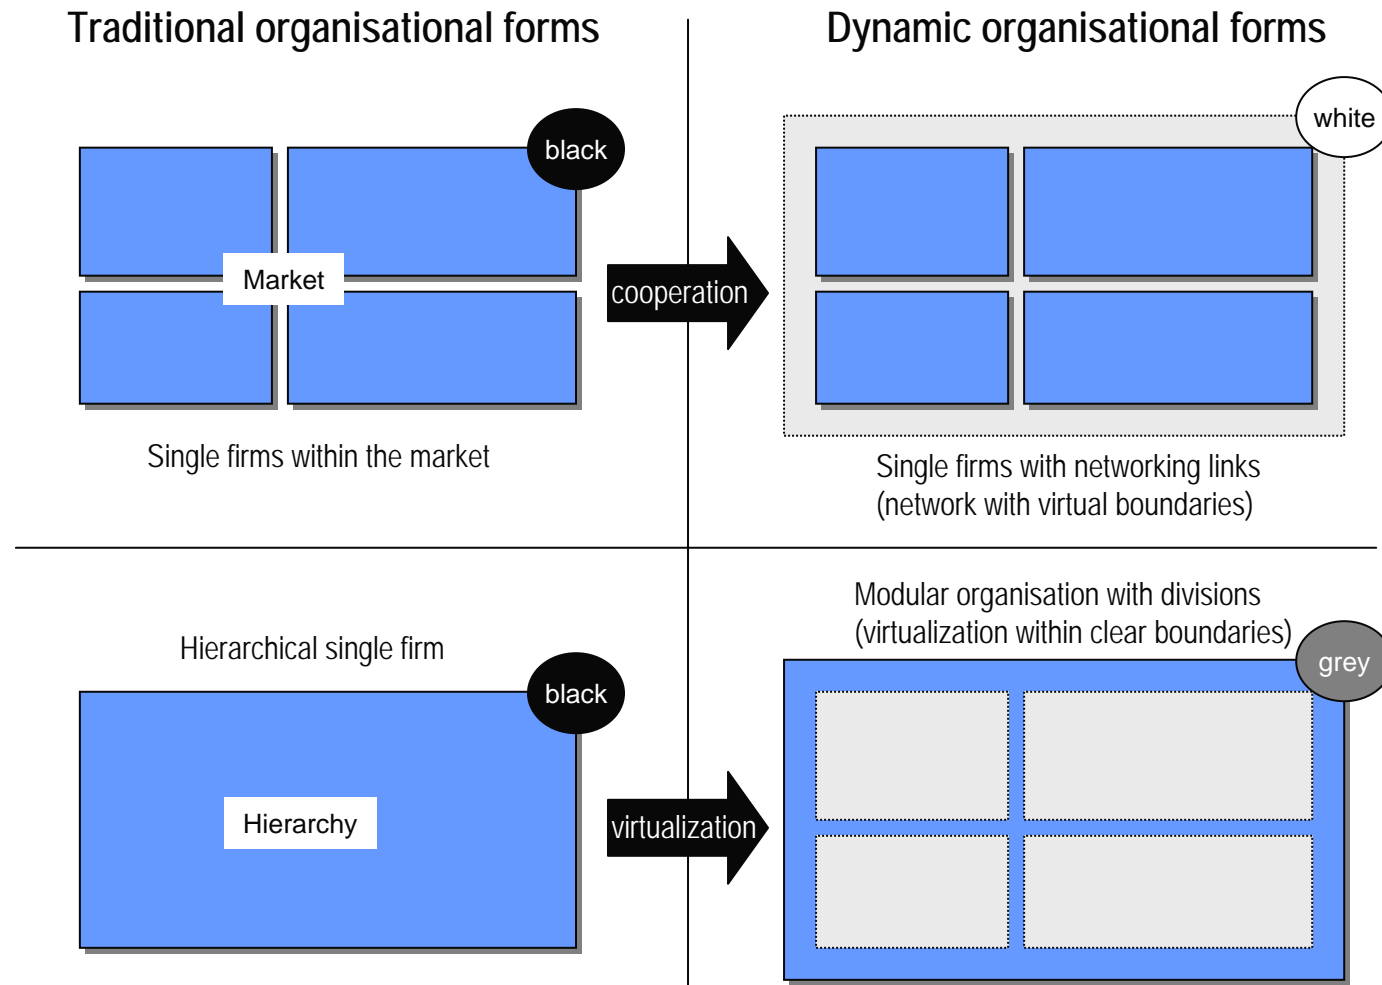 Traditional organisational forms
Dynamic organisational forms
black
white
Market
cooperation
Single firms within the market
Single firms with networking links
(network with virtual boundaries)
Hierarchical single firm
Modular organisation with divisions
(virtualization within clear boundaries)
black
grey
Hierarchy
virtualization